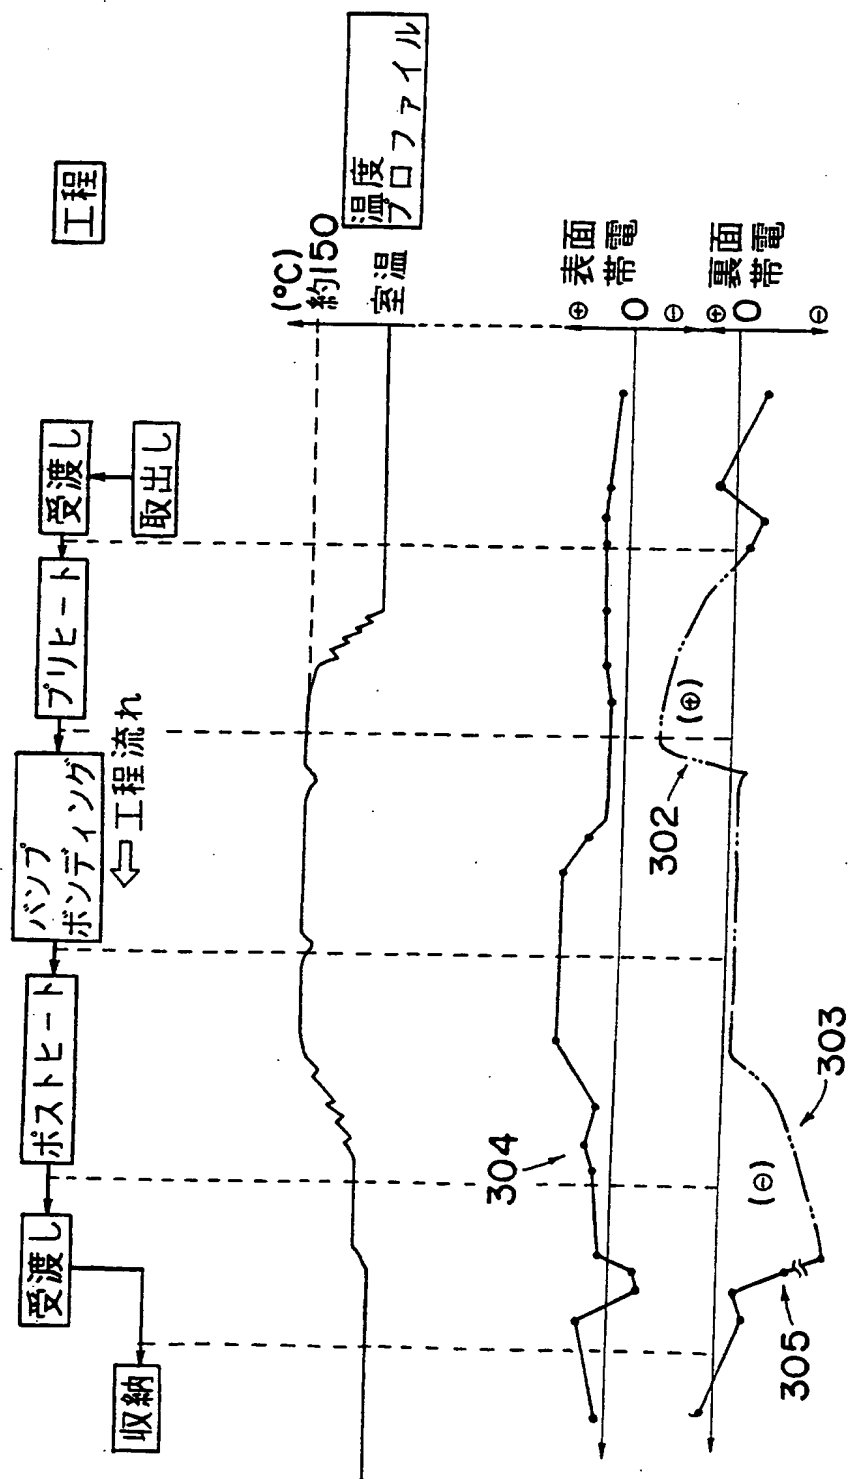 工程
取出し
受渡し
プリヒート
バンプ
ボンディング
ポストヒート
受渡し
収納
工程流れ
温度
プロファイル
(°C)
約150
室温
表面
帯電
⊕
0
⊖
裏面
帯電
⊕
0
⊖
(⊕)
302
304
(⊖)
303
305